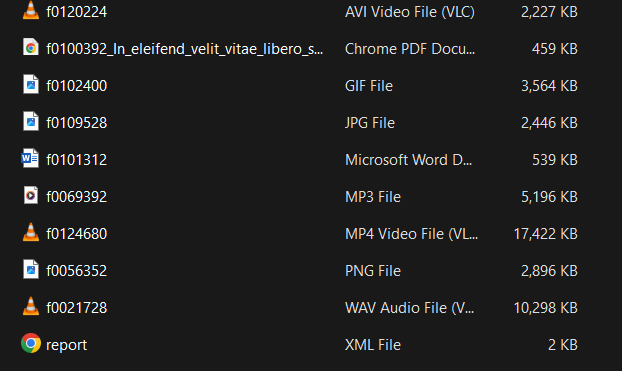 f0120224 AVI Video File (VLC) 2,227 KB
f0100392_In_eleifend_velit_vitae_libero_s... Chrome PDF Docu... 459 KB
f0102400 GIF File 3,564 KB
f0109528 JPG File 2,446 KB
f0101312 Microsoft Word D... 539 KB
f0069392 MP3 File 5,196 KB
f0124680 MP4 Video File (VL... 17,422 KB
f0056352 PNG File 2,896 KB
f0021728 WAV Audio File (V... 10,298 KB
report XML File 2 KB